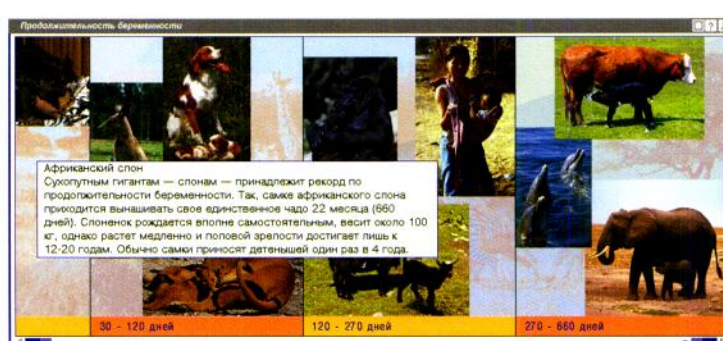 Продолжительность беременности
Африканский слон
Сухопутным гигантам — слонам — принадлежит рекорд по
продолжительности беременности. Так, самке африканского слона
приходится вынашивать свое единственное чадо 22 месяца (660
дней). Слоненок рождается вполне самостоятельным, весит около 100
кг, однако растет медленно и половой зрелости достигает лишь к
12-20 годам. Обычно самки приносят детенышей один раз в 4 года.
30 - 120 дней
120 - 270 дней
270 - 660 дней